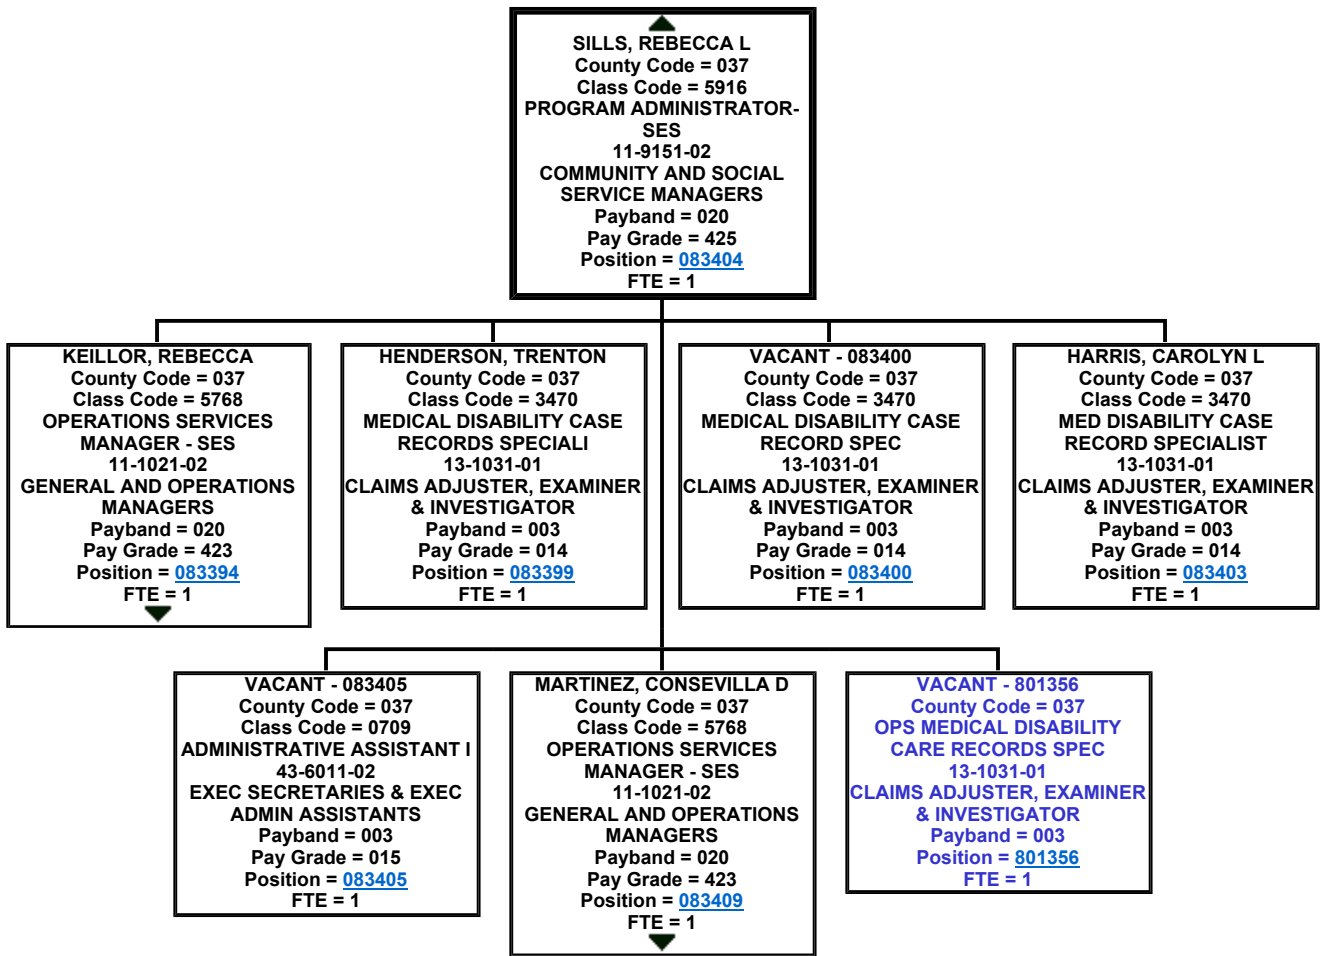 SILLS, REBECCA L
County Code = 037
Class Code = 5916
PROGRAM ADMINISTRATOR-
SES
11-9151-02
COMMUNITY AND SOCIAL
SERVICE MANAGERS
Payband = 020
Pay Grade = 425
Position = 083404
FTE = 1
KEILLOR, REBECCA
County Code = 037
Class Code = 5768
OPERATIONS SERVICES
MANAGER - SES
11-1021-02
GENERAL AND OPERATIONS
MANAGERS
Payband = 020
Pay Grade = 423
Position = 083394
FTE = 1
HENDERSON, TRENTON
County Code = 037
Class Code = 3470
MEDICAL DISABILITY CASE
RECORDS SPECIALI
13-1031-01
CLAIMS ADJUSTER, EXAMINER
& INVESTIGATOR
Payband = 003
Pay Grade = 014
Position = 083399
FTE = 1
VACANT - 083400
County Code = 037
Class Code = 3470
MEDICAL DISABILITY CASE
RECORD SPEC
13-1031-01
CLAIMS ADJUSTER, EXAMINER
& INVESTIGATOR
Payband = 003
Pay Grade = 014
Position = 083400
FTE = 1
HARRIS, CAROLYN L
County Code = 037
Class Code = 3470
MED DISABILITY CASE
RECORD SPECIALIST
13-1031-01
CLAIMS ADJUSTER, EXAMINER
& INVESTIGATOR
Payband = 003
Pay Grade = 014
Position = 083403
FTE = 1
VACANT - 083405
County Code = 037
Class Code = 0709
ADMINISTRATIVE ASSISTANT I
43-6011-02
EXEC SECRETARIES & EXEC
ADMIN ASSISTANTS
Payband = 003
Pay Grade = 015
Position = 083405
FTE = 1
MARTINEZ, CONSEVILLA D
County Code = 037
Class Code = 5768
OPERATIONS SERVICES
MANAGER - SES
11-1021-02
GENERAL AND OPERATIONS
MANAGERS
Payband = 020
Pay Grade = 423
Position = 083409
FTE = 1
VACANT - 801356
County Code = 037
OPS MEDICAL DISABILITY
CARE RECORDS SPEC
13-1031-01
CLAIMS ADJUSTER, EXAMINER
& INVESTIGATOR
Payband = 003
Position = 801356
FTE = 1